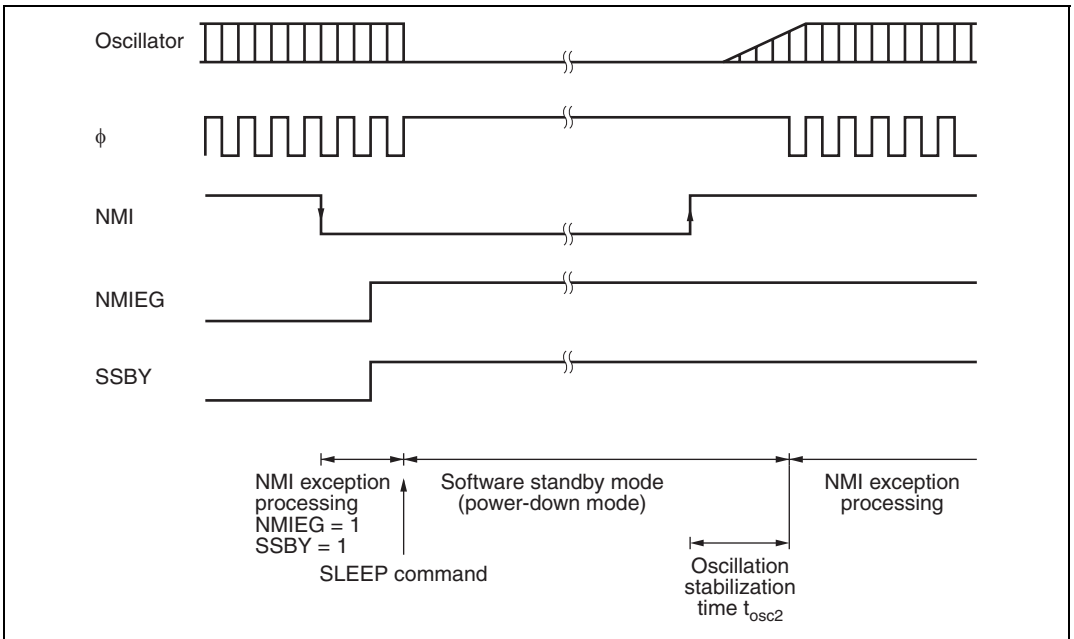 Oscillator
ϕ
NMI
NMIEG
SSBY
NMI exception
processing
NMIEG = 1
SSBY = 1
SLEEP command
Software standby mode
(power-down mode)
Oscillation
stabilization
time tosc2
NMI exception
processing